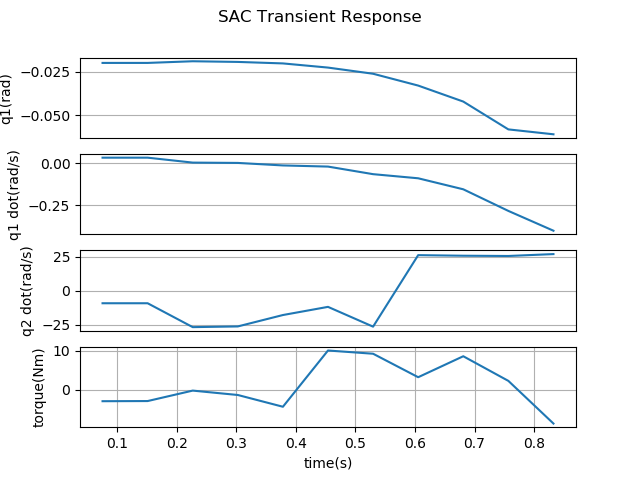 SAC Transient Response
q1(rad)
−0.025
−0.050
q1 dot(rad/s)
0.00
−0.25
q2 dot(rad/s)
25
0
−25
torque(Nm)
10
0
0.1 0.2 0.3 0.4 0.5 0.6 0.7 0.8
time(s)